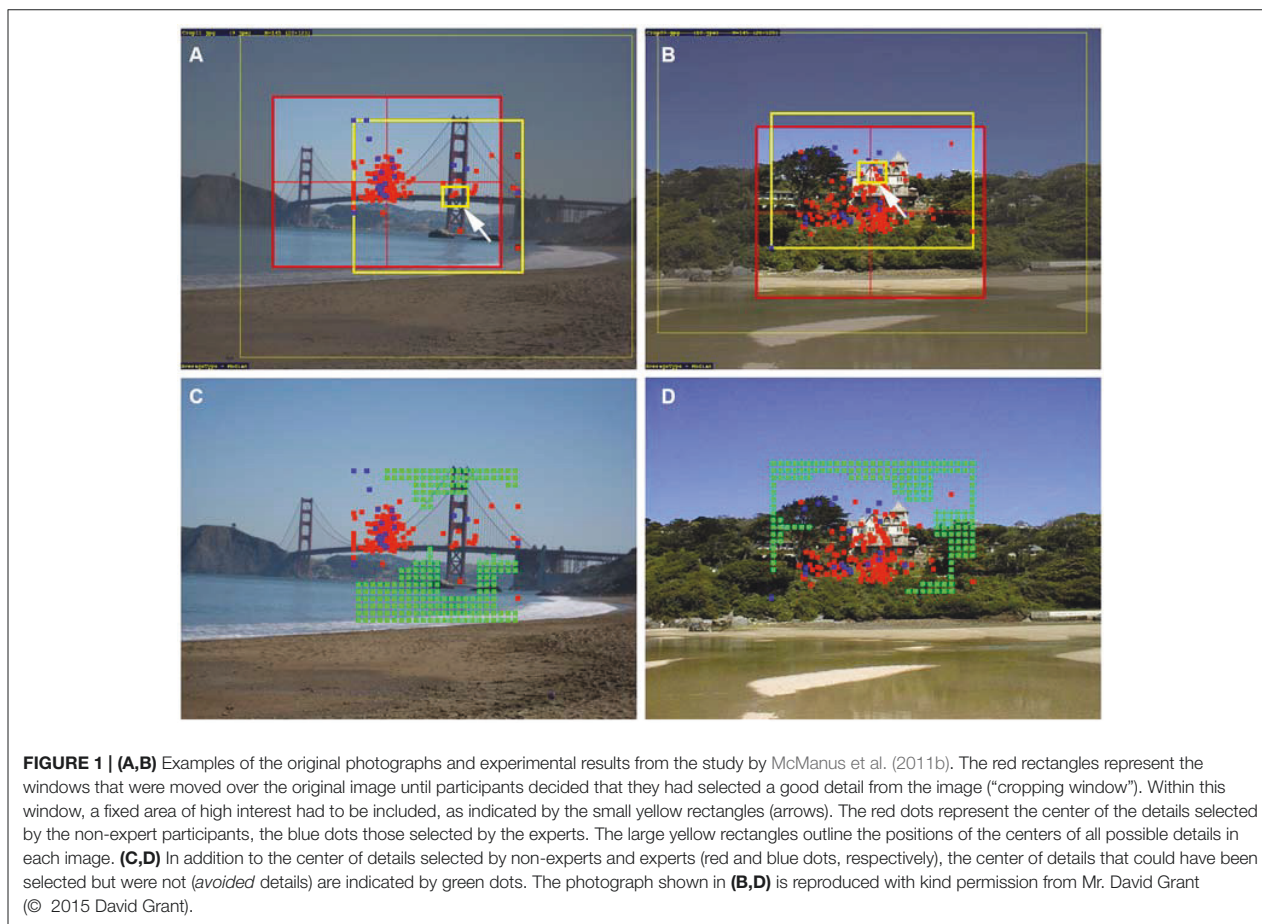 A
B
AverageType - Median
C
D
FIGURE 1 | (A,B) Examples of the original photographs and experimental results from the study by McManus et al. (2011b). The red rectangles represent the
windows that were moved over the original image until participants decided that they had selected a good detail from the image (“cropping window”). Within this
window, a fixed area of high interest had to be included, as indicated by the small yellow rectangles (arrows). The red dots represent the center of the details selected
by the non-expert participants, the blue dots those selected by the experts. The large yellow rectangles outline the positions of the centers of all possible details in
each image. (C,D) In addition to the center of details selected by non-experts and experts (red and blue dots, respectively), the center of details that could have been
selected but were not (avoided details) are indicated by green dots. The photograph shown in (B,D) is reproduced with kind permission from Mr. David Grant
(© 2015 David Grant).